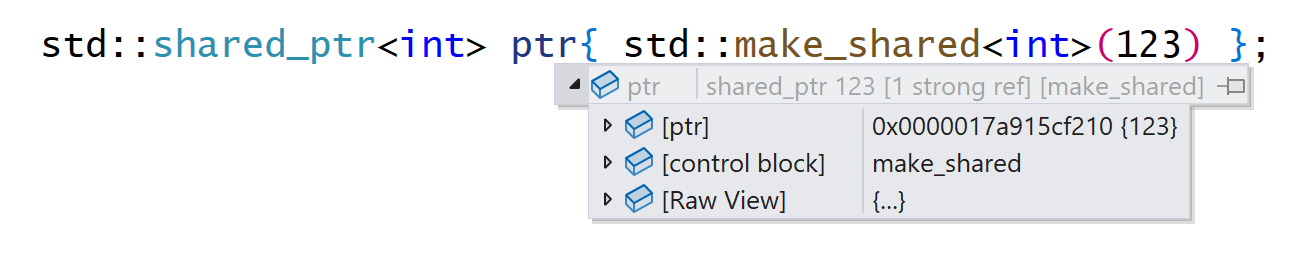 std::shared_ptr<int> ptr{ std::make_shared<int>(123) };
ptr shared_ptr 123 [1 strong ref] [make_shared]
[ptr] 0x0000017a915cf210 {123}
[control block] make_shared
[Raw View] {...}